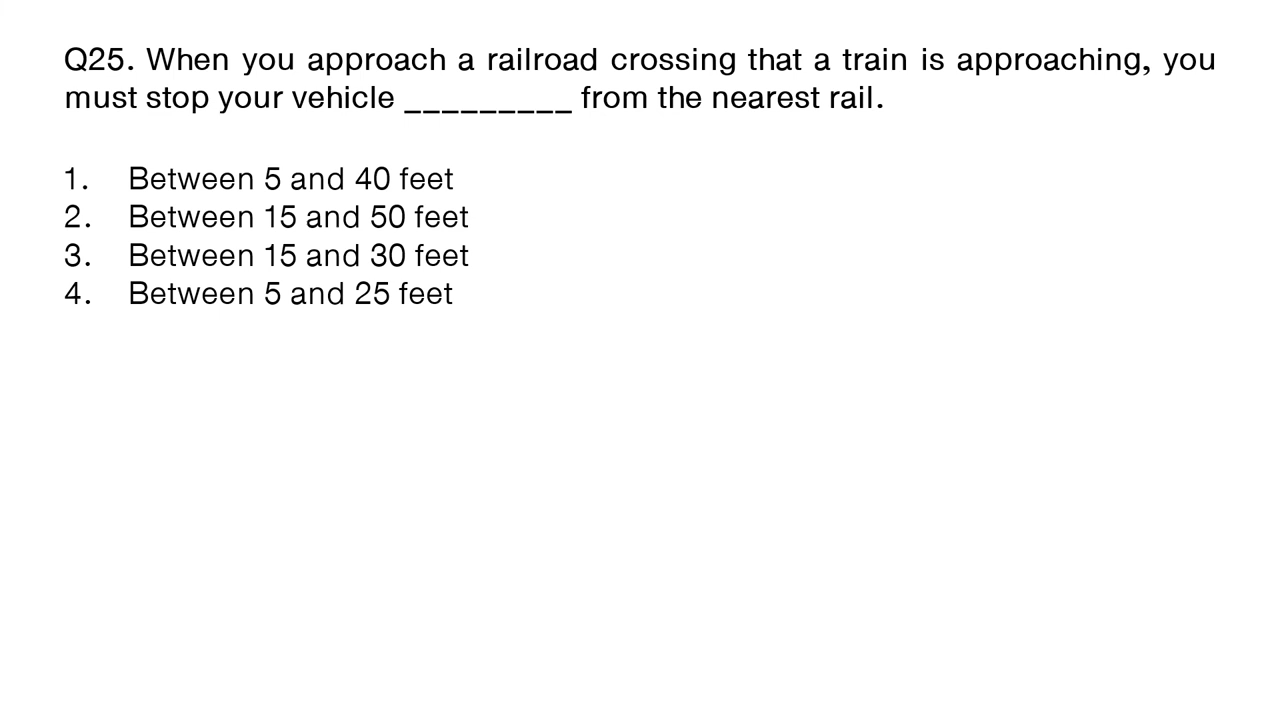 Q25. When you approach a railroad crossing that a train is approaching, you
must stop your vehicle _________ from the nearest rail.
1. Between 5 and 40 feet
2. Between 15 and 50 feet
3. Between 15 and 30 feet
4. Between 5 and 25 feet